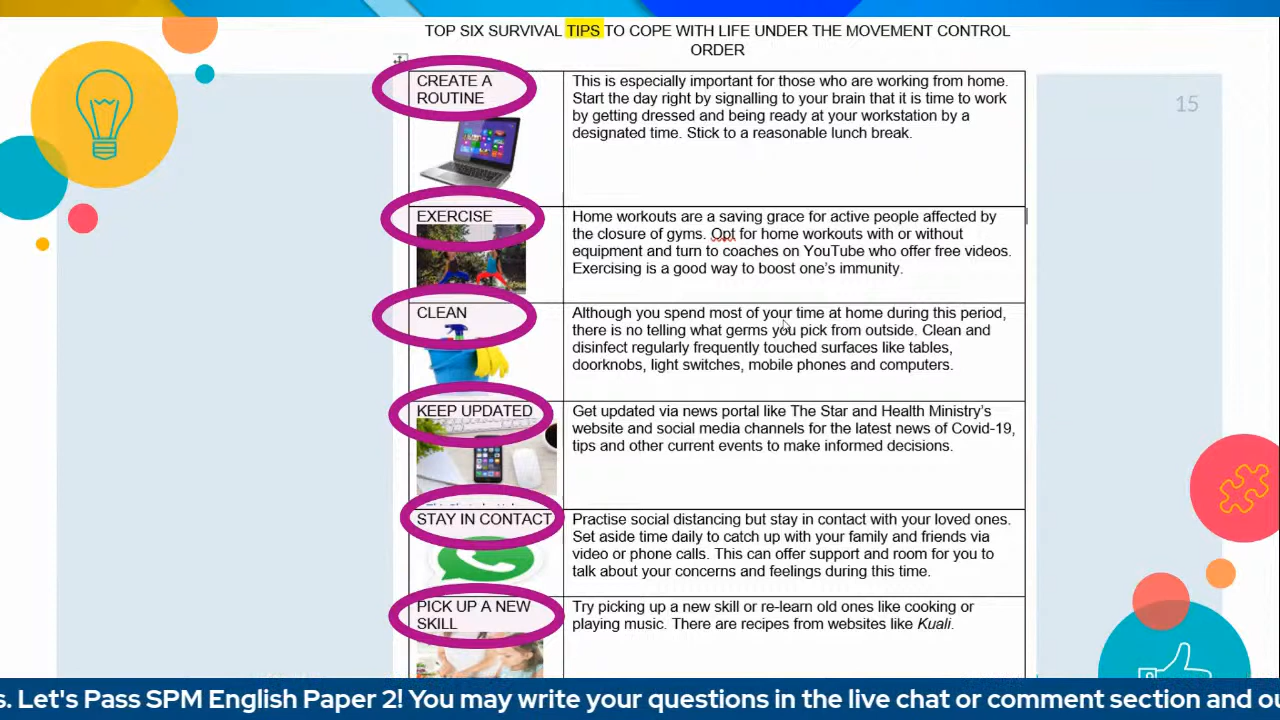 TOP SIX SURVIVAL TIPS TO COPE WITH LIFE UNDER THE MOVEMENT CONTROL
ORDER
15
CREATE A
ROUTINE
This is especially important for those who are working from home.
Start the day right by signalling to your brain that it is time to work
by getting dressed and being ready at your workstation by a
designated time. Stick to a reasonable lunch break.
EXERCISE
Home workouts are a saving grace for active people affected by
the closure of gyms. Opt for home workouts with or without
equipment and turn to coaches on YouTube who offer free videos.
Exercising is a good way to boost one's immunity.
CLEAN
Although you spend most of your time at home during this period,
there is no telling what germs you pick from outside. Clean and
disinfect regularly frequently touched surfaces like tables,
doorknobs, light switches, mobile phones and computers.
KEEP UPDATED
Get updated via news portal like The Star and Health Ministry's
website and social media channels for the latest news of Covid-19,
tips and other current events to make informed decisions.
STAY IN CONTACT
Practise social distancing but stay in contact with your loved ones.
Set aside time daily to catch up with your family and friends via
video or phone calls. This can offer support and room for you to
talk about your concerns and feelings during this time.
PICK UP A NEW
SKILL
Try picking up a new skill or re-learn old ones like cooking or
playing music. There are recipes from websites like Kuali.
s. Let's Pass SPM English Paper 2! You may write your questions in the live chat or comment section and ou